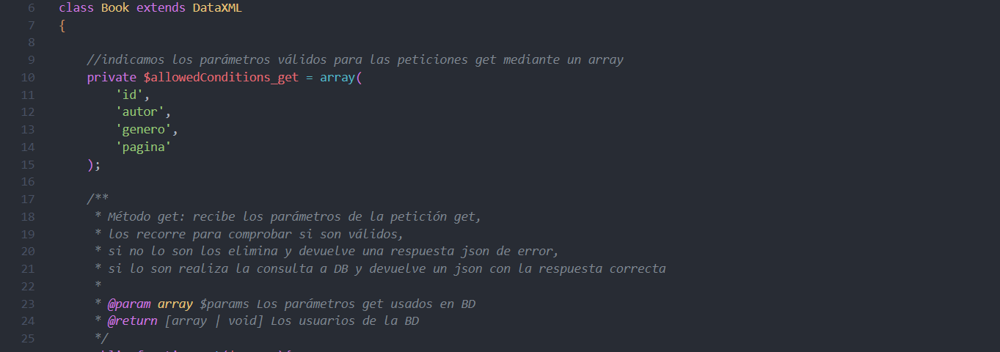 6 class Book extends DataXML
7 {
8
9 //indicamos los parámetros válidos para las peticiones get mediante un array
10 private $allowedConditions_get = array(
11 'id',
12 'autor',
13 'genero',
14 'pagina'
15 );
16
17 /**
18 * Método get: recibe los parámetros de la petición get,
19 * los recorre para comprobar si son válidos,
20 * si no lo son los elimina y devuelve una respuesta json de error,
21 * si lo son realiza la consulta a DB y devuelve un json con la respuesta correcta
22 *
23 * @param array $params Los parámetros get usados en BD
24 * @return [array | void] Los usuarios de la BD
25 */